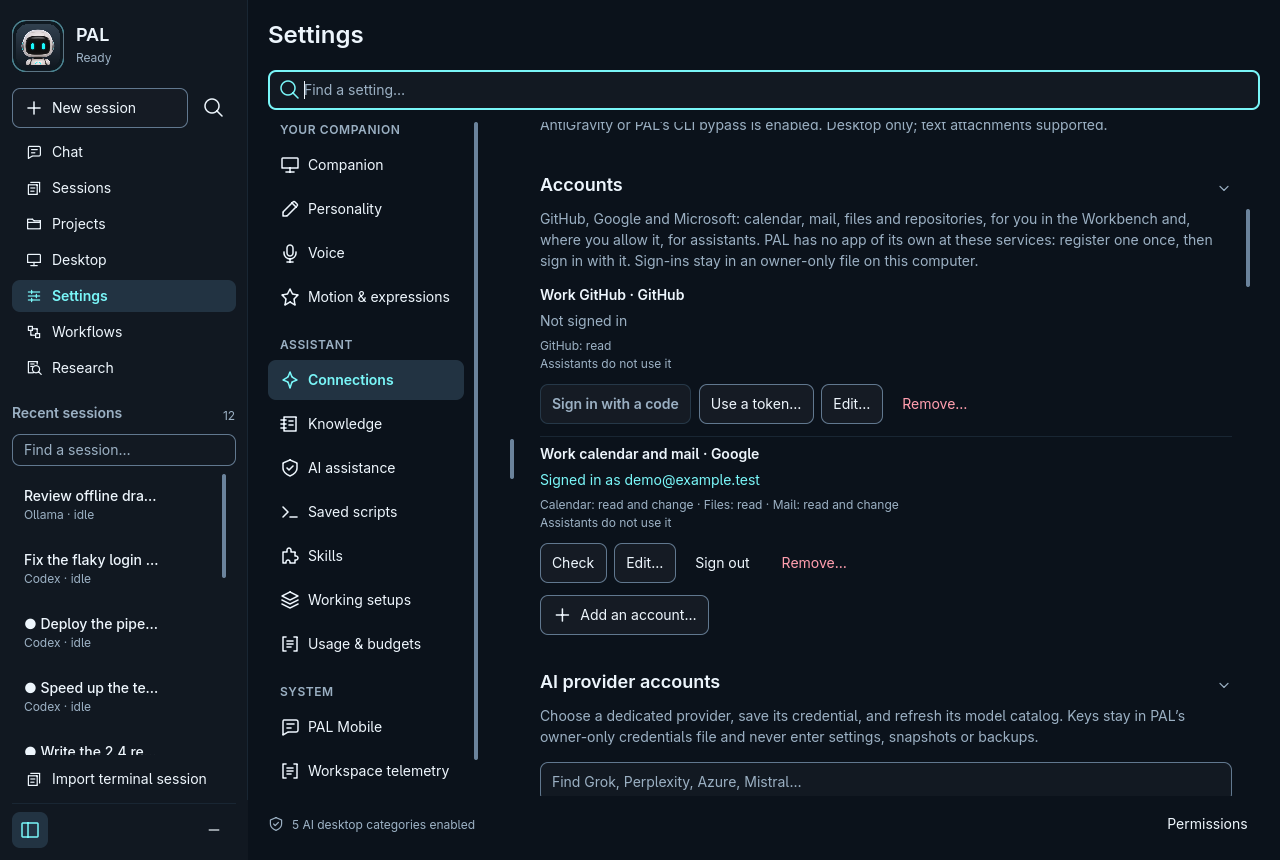 PAL
Ready
New session
Chat
Sessions
Projects
Desktop
Settings
Workflows
Research
Recent sessions
12
Find a session...
Review offline dra...
Ollama · idle
Fix the flaky login ...
Codex · idle
Deploy the pipe...
Codex · idle
Speed up the te...
Codex · idle
Write the 2.4 re
Import terminal session
Settings
Find a setting...
YOUR COMPANION
Companion
Personality
Voice
Motion & expressions
ASSISTANT
Connections
Knowledge
AI assistance
Saved scripts
Skills
Working setups
Usage & budgets
SYSTEM
PAL Mobile
Workspace telemetry
AntiGravity or PAL's CLI bypass is enabled. Desktop only; text attachments supported.
Accounts
GitHub, Google and Microsoft: calendar, mail, files and repositories, for you in the Workbench and,
where you allow it, for assistants. PAL has no app of its own at these services: register one once, then
sign in with it. Sign-ins stay in an owner-only file on this computer.
Work GitHub · GitHub
Not signed in
GitHub: read
Assistants do not use it
Sign in with a code
Use a token...
Edit...
Remove...
Work calendar and mail · Google
Signed in as demo@example.test
Calendar: read and change · Files: read · Mail: read and change
Assistants do not use it
Check
Edit...
Sign out
Remove...
Add an account...
AI provider accounts
Choose a dedicated provider, save its credential, and refresh its model catalog. Keys stay in PAL's
owner-only credentials file and never enter settings, snapshots or backups.
Find Grok, Perplexity, Azure, Mistral...
5 AI desktop categories enabled
Permissions